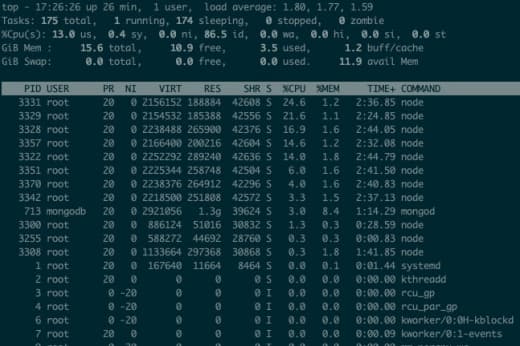 top - 17:26:26 up 26 min, 1 user, load average: 1.80, 1.77, 1.59
Tasks: 175 total, 1 running, 174 sleeping, 0 stopped, 0 zombie
%Cpu(s): 13.0 us, 0.4 sy, 0.0 ni, 86.5 id, 0.0 wa, 0.0 hi, 0.0 si, 0.0 st
GiB Mem : 15.6 total, 10.9 free, 3.5 used, 1.2 buff/cache
GiB Swap: 0.0 total, 0.0 free, 0.0 used. 11.9 avail Mem
PID USER PR NI VIRT RES SHR S %CPU %MEM TIME+ COMMAND
3331 root 20 0 2156152 188884 42608 S 24.6 1.2 2:36.85 node
3329 root 20 0 2154532 185388 42556 S 21.6 1.1 2:24.85 node
3328 root 20 0 2238488 265900 42376 S 16.9 1.6 2:44.05 node
3357 root 20 0 2166400 200216 42604 S 14.6 1.2 2:32.08 node
3322 root 20 0 2252292 289240 42636 S 14.0 1.8 2:44.79 node
3351 root 20 0 2225344 258748 42504 S 6.0 1.6 2:41.50 node
3370 root 20 0 2238376 264912 42296 S 4.0 1.6 2:40.83 node
3342 root 20 0 2218500 251808 42572 S 3.3 1.5 2:37.13 node
713 mongodb 20 0 2921056 1.3g 39624 S 3.0 8.4 1:14.29 mongod
3300 root 20 0 886124 51016 30832 S 1.3 0.3 0:28.59 node
3255 root 20 0 588272 44692 28760 S 0.3 0.3 0:00.83 node
3308 root 20 0 1133664 297368 30868 S 0.3 1.8 1:41.85 node
1 root 20 0 167640 11664 8464 S 0.0 0.1 0:01.44 systemd
2 root 20 0 0 0 0 S 0.0 0.0 0:00.00 kthreadd
3 root 0 -20 0 0 0 I 0.0 0.0 0:00.00 rcu_gp
4 root 0 -20 0 0 0 I 0.0 0.0 0:00.00 rcu_par_gp
6 root 0 -20 0 0 0 I 0.0 0.0 0:00.00 kworker/0:0H-kblockd
7 root 20 0 0 0 0 I 0.0 0.0 0:00.09 kworker/0:1-events